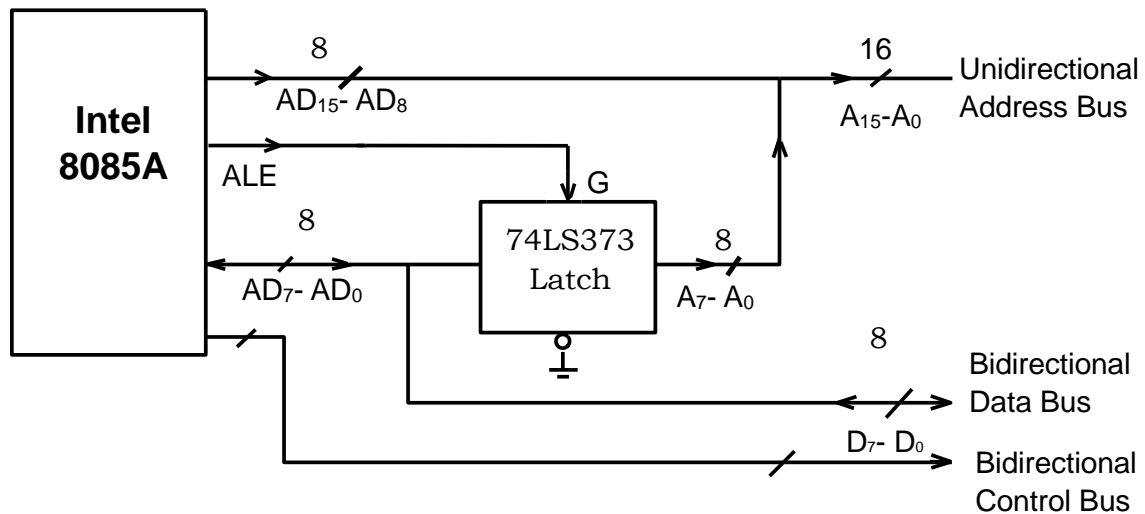 8
16
AD₁₅- AD₈
Unidirectional
Address Bus
A₁₅-A₀
Intel
8085A
ALE
G
8
74LS373
Latch
8
AD₇- AD₀
A₇- A₀
8
Bidirectional
Data Bus
D₇- D₀
Bidirectional
Control Bus